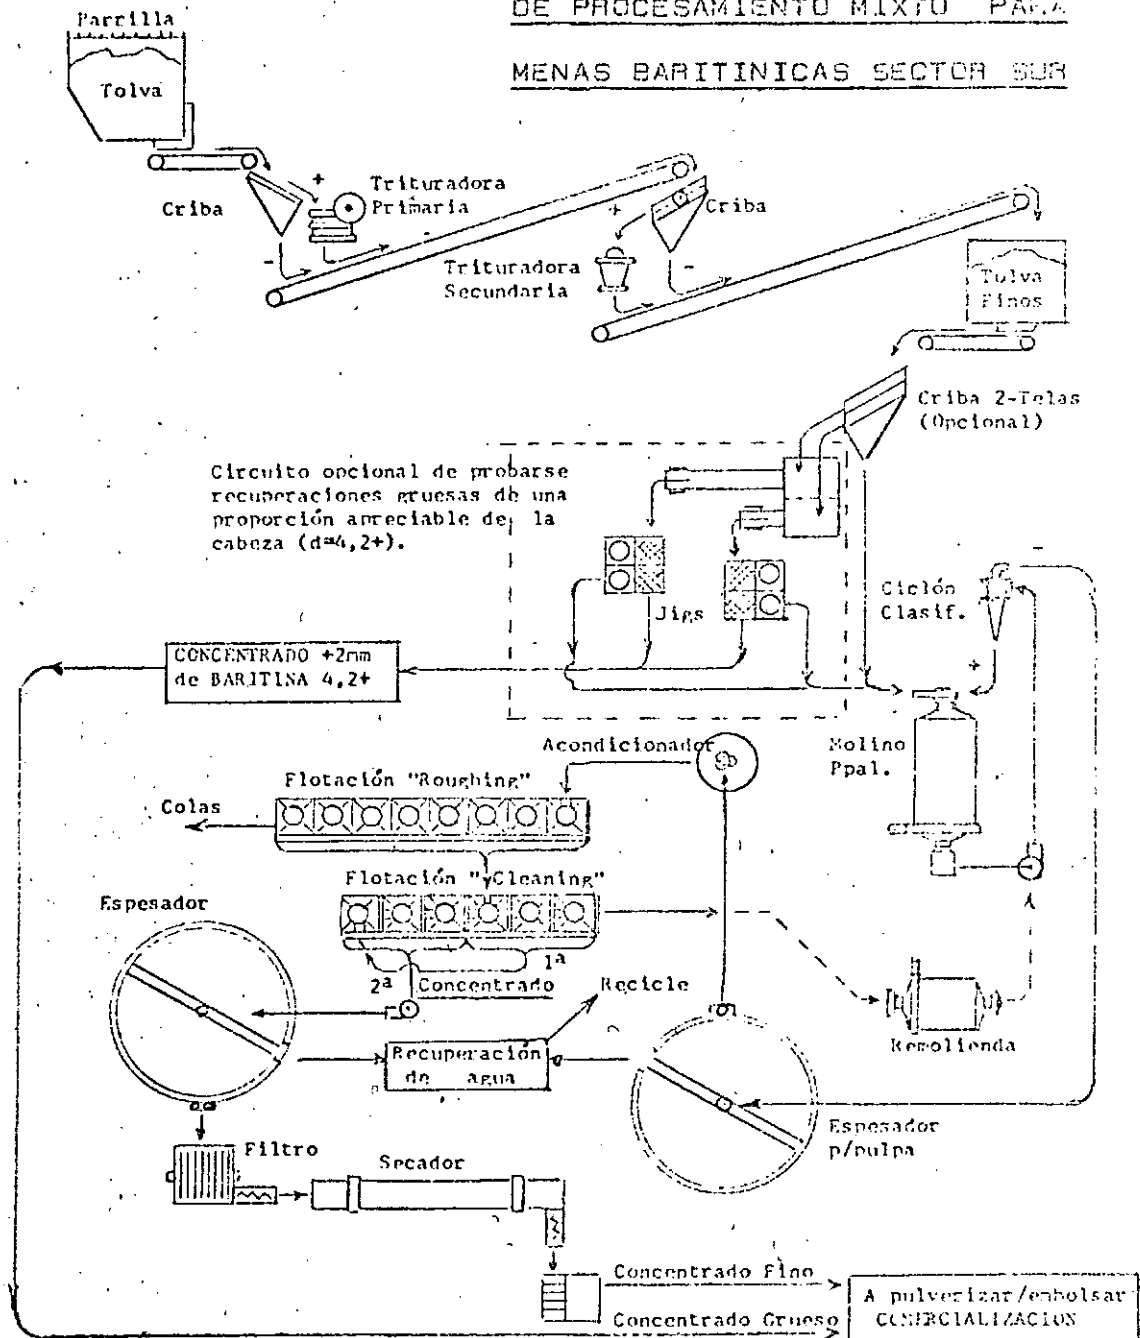 DE PROCESAMIENTO MIXTO PARA
MENAS BARITINICAS SECTOR SUR
Parrilla
Tolva
Criba
+
-
Trituradora
Primaria
+
Criba
-
Trituradora
Secundaria
Tolva
Finos
Criba 2-Telas
(Opcional)
Circuito opcional de probarse
recuperaciones gruesas de una
proporción apreciable de la
cabeza (d=4,2+).
Jigs
Ciclón
Clasif.
-
+
CONCENTRADO +2mm
de BARITINA 4,2+
Molino
Ppal.
Acondicionador
Flotación "Roughing"
Colas
Flotación "Cleaning"
Espesador
1ª
2ª
Concentrado
Recicle
Recuperación
de agua
Remolienda
Espesador
p/pulpa
Filtro
Secador
Concentrado Fino
Concentrado Grueso
A pulverizar/embolsar
COMERCIALIZACION